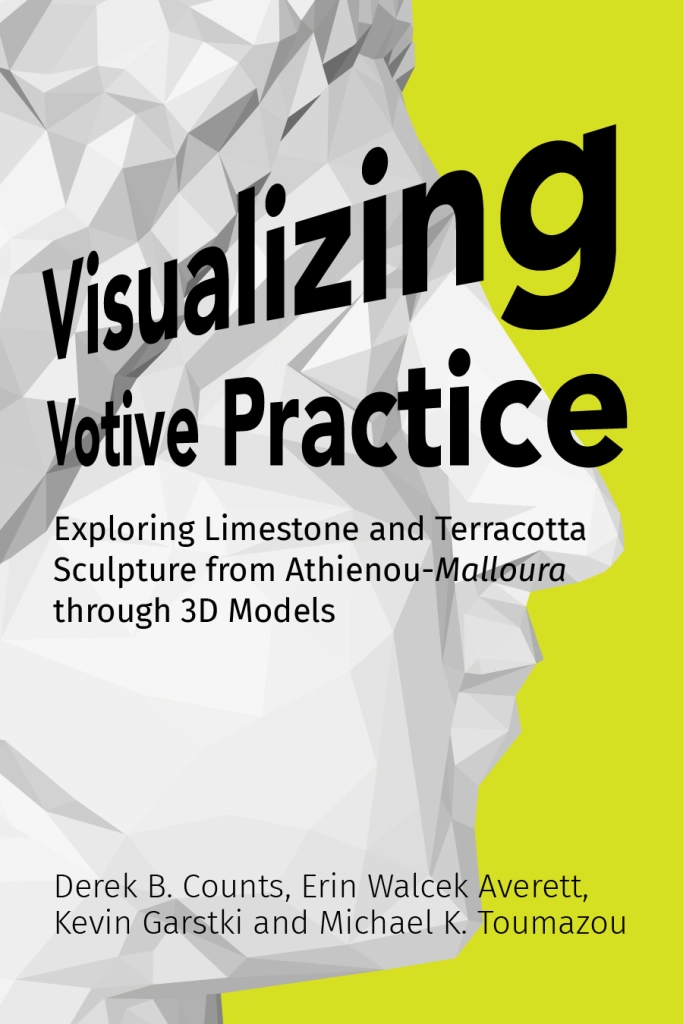 Visualizing
Votive Practice
Exploring Limestone and Terracotta
Sculpture from Athienou-Malloura
through 3D Models
Derek B. Counts, Erin Walcek Averett,
Kevin Garstki and Michael K. Toumazou